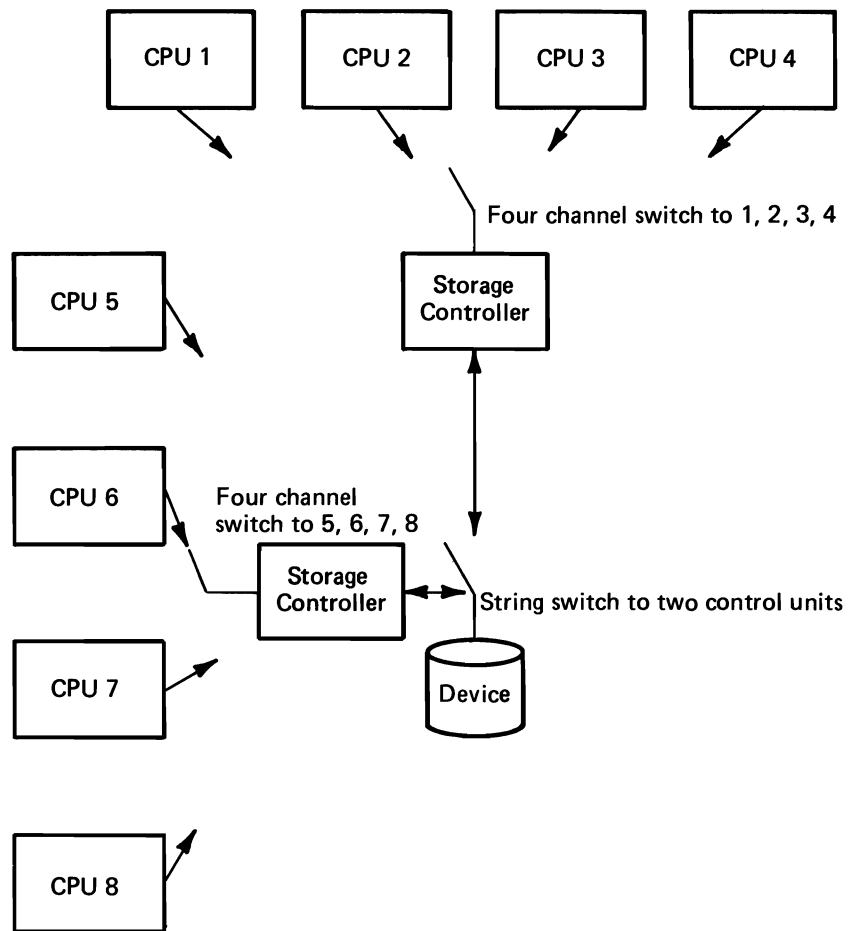 CPU 1
CPU 2
CPU 3
CPU 4
Four channel switch to 1, 2, 3, 4
CPU 5
Storage
Controller
CPU 6
Four channel
switch to 5, 6, 7, 8
Storage
Controller
String switch to two control units
CPU 7
Device
CPU 8